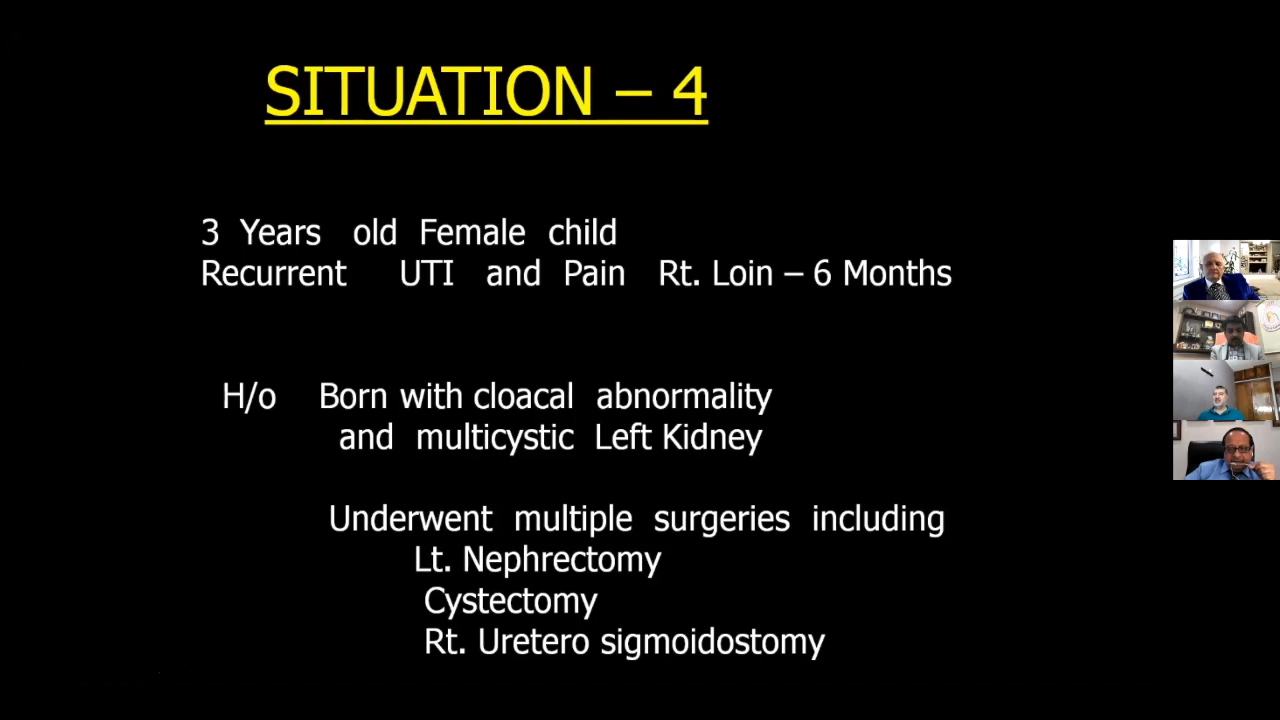 SITUATION – 4
3 Years old Female child
Recurrent UTI and Pain Rt. Loin – 6 Months
H/o Born with cloacal abnormality
and multicystic Left Kidney
Underwent multiple surgeries including
Lt. Nephrectomy
Cystectomy
Rt. Uretero sigmoidostomy